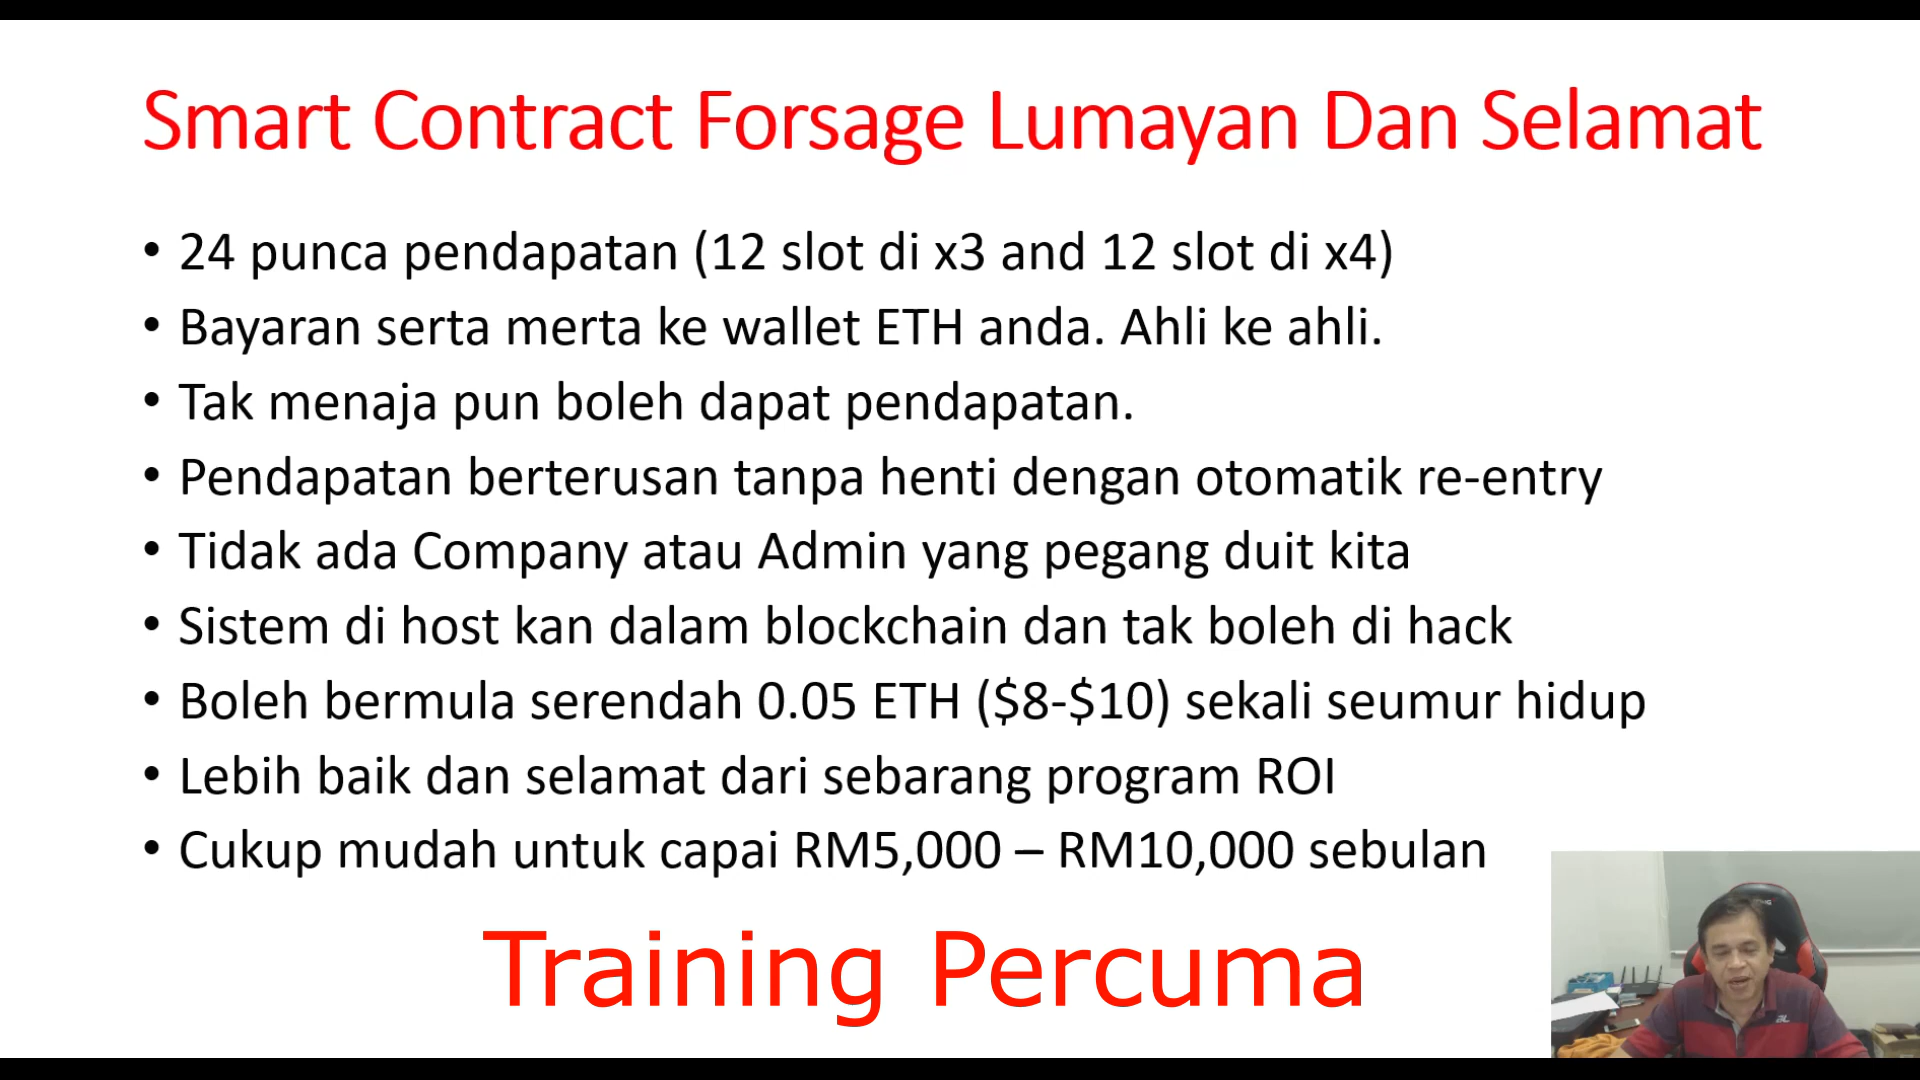 Smart Contract Forsage Lumayan Dan Selamat
• 24 punca pendapatan (12 slot di x3 and 12 slot di x4)
• Bayaran serta merta ke wallet ETH anda. Ahli ke ahli.
• Tak menaja pun boleh dapat pendapatan.
• Pendapatan berterusan tanpa henti dengan otomatik re-entry
• Tidak ada Company atau Admin yang pegang duit kita
• Sistem di host kan dalam blockchain dan tak boleh di hack
• Boleh bermula serendah 0.05 ETH ($8-$10) sekali seumur hidup
• Lebih baik dan selamat dari sebarang program ROI
• Cukup mudah untuk capai RM5,000 – RM10,000 sebulan
Training Percuma